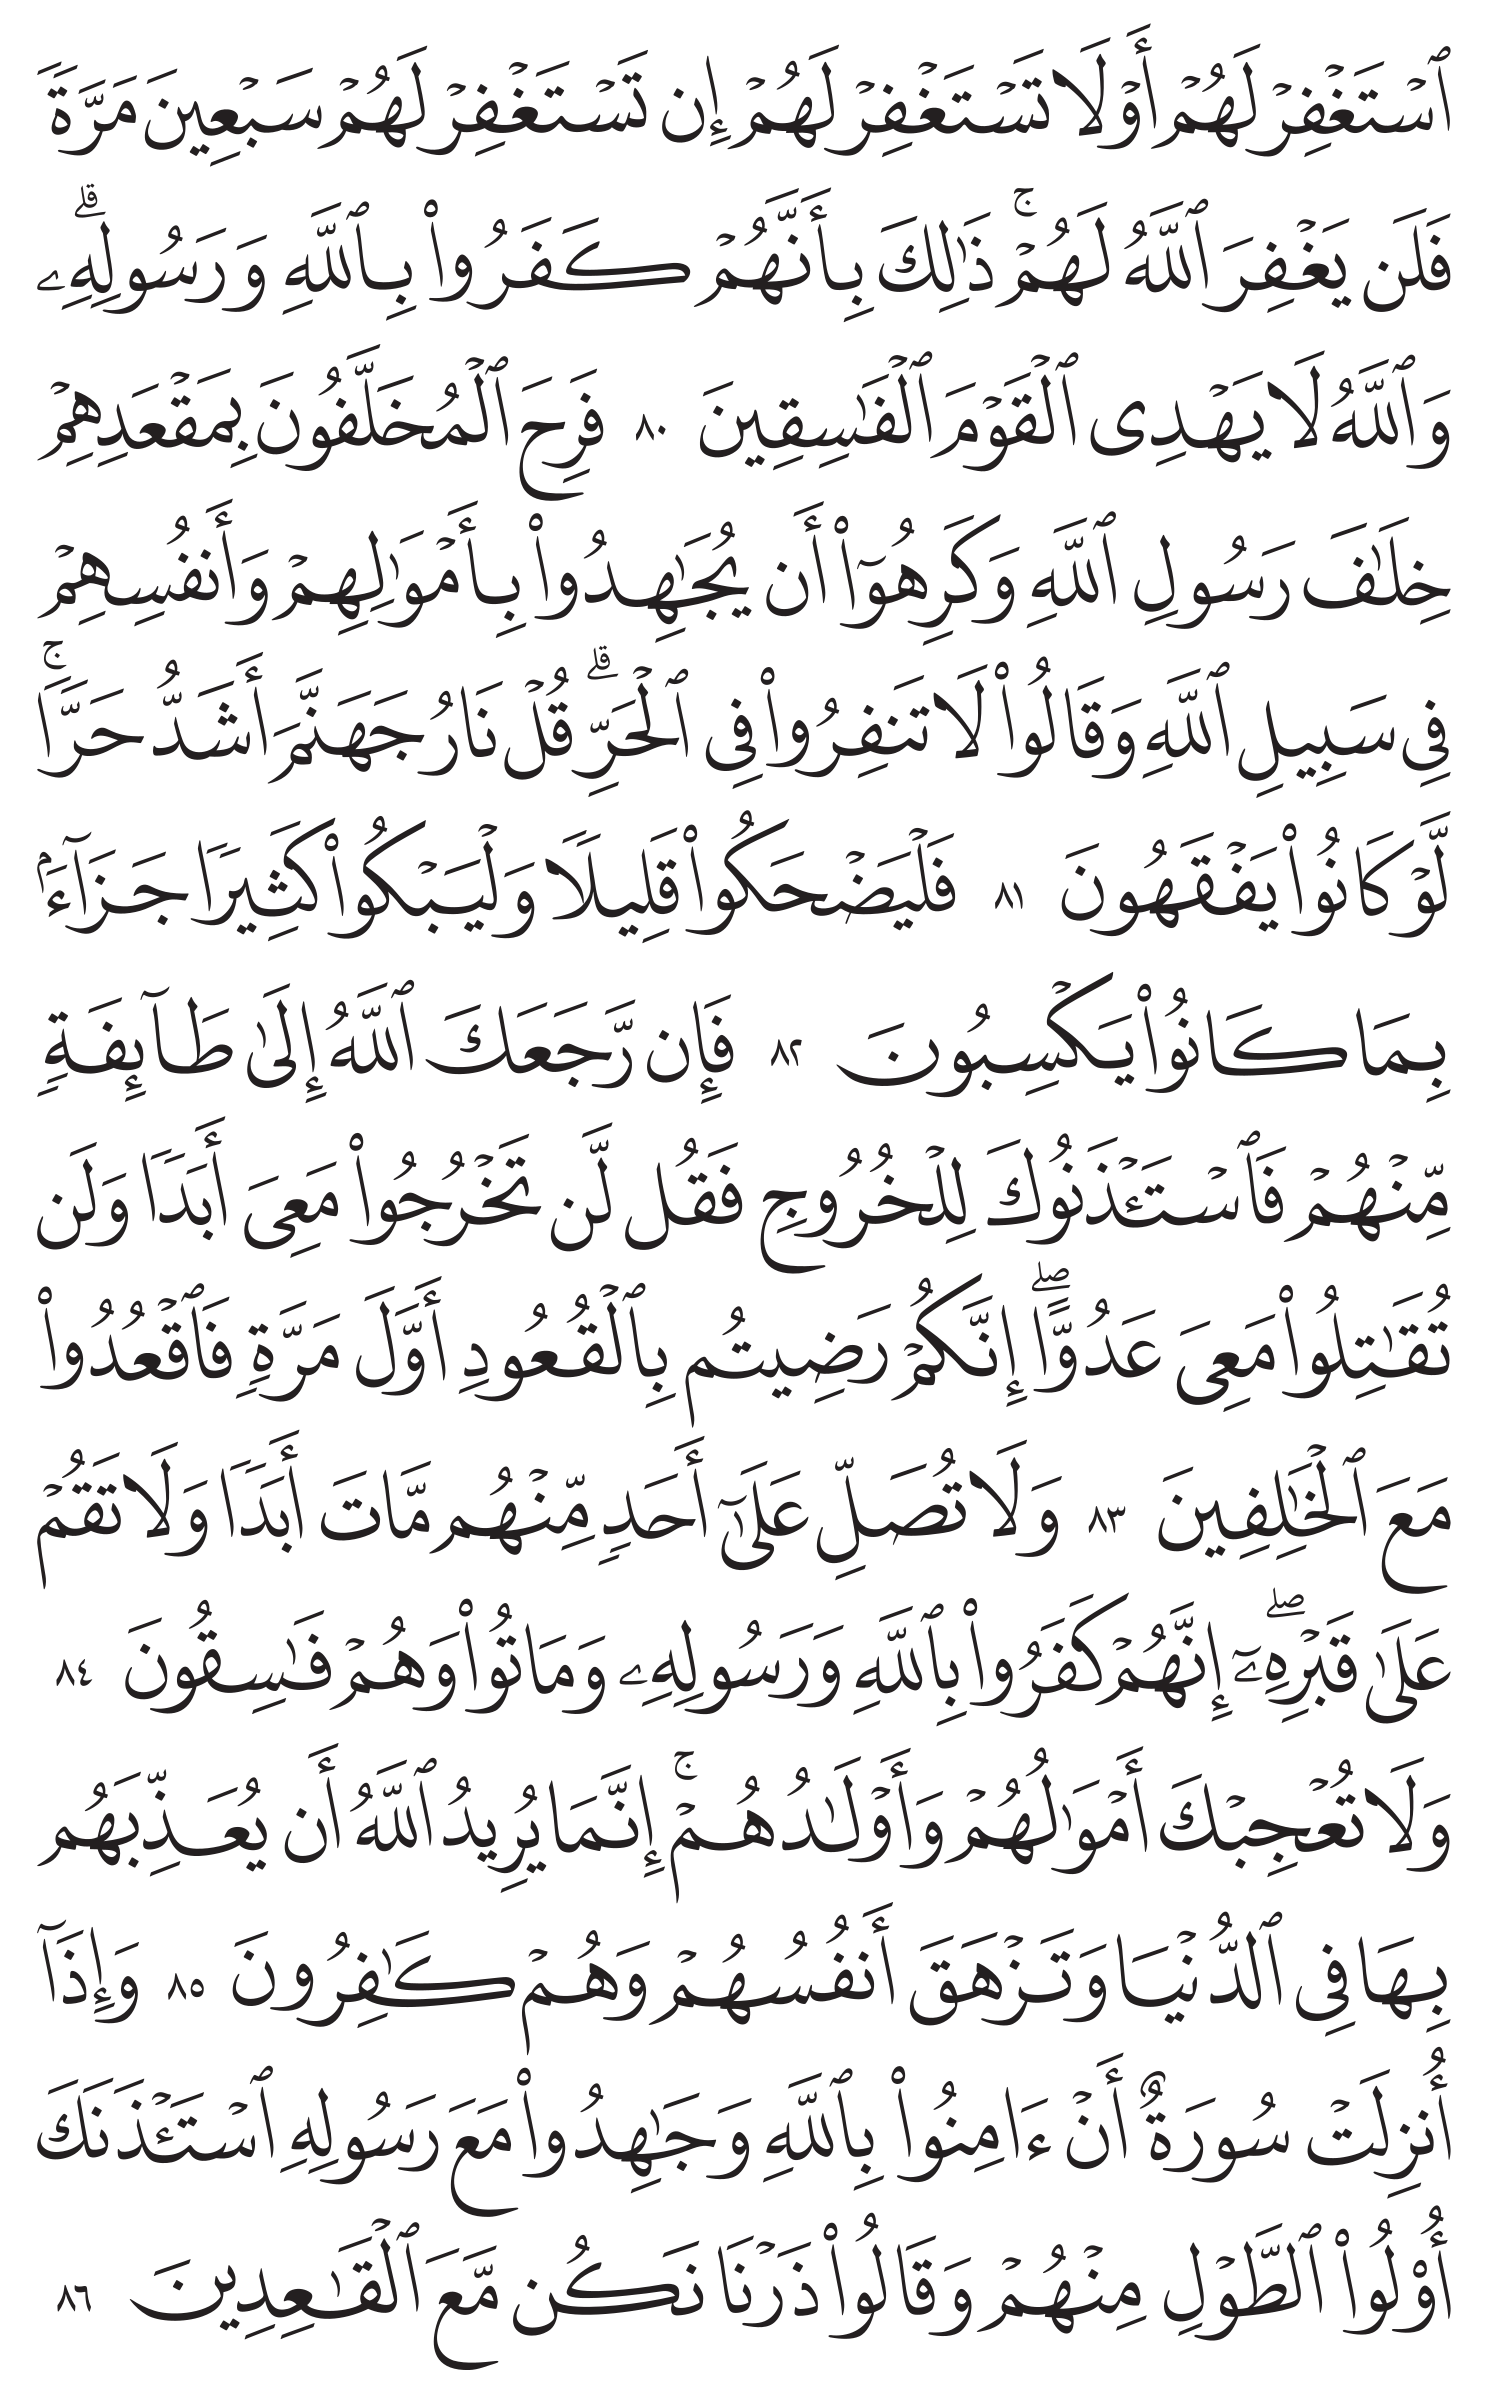 ٱسۡتَغۡفِرۡ لَهُمۡ أَوۡ لَا تَسۡتَغۡفِرۡ لَهُمۡ إِن تَسۡتَغۡفِرۡ لَهُمۡ سَبۡعِينَ مَرَّةٗ
فَلَن يَغۡفِرَ ٱللَّهُ لَهُمۡۚ ذَٰلِكَ بِأَنَّهُمۡ كَفَرُواْ بِٱللَّهِ وَرَسُولِهِۦۗ
وَٱللَّهُ لَا يَهۡدِي ٱلۡقَوۡمَ ٱلۡفَٰسِقِينَ ٨٠ فَرِحَ ٱلۡمُخَلَّفُونَ بِمَقۡعَدِهِمۡ
خِلَٰفَ رَسُولِ ٱللَّهِ وَكَرِهُوٓاْ أَن يُجَٰهِدُواْ بِأَمۡوَٰلِهِمۡ وَأَنفُسِهِمۡ
فِي سَبِيلِ ٱللَّهِ وَقَالُواْ لَا تَنفِرُواْ فِي ٱلۡحَرِّۗ قُلۡ نَارُ جَهَنَّمَ أَشَدُّ حَرّٗاۚ
لَّوۡ كَانُواْ يَفۡقَهُونَ ٨١ فَلۡيَضۡحَكُواْ قَلِيلٗا وَلۡيَبۡكُواْ كَثِيرٗا جَزَآءَۢ
بِمَا كَانُواْ يَكۡسِبُونَ ٨٢ فَإِن رَّجَعَكَ ٱللَّهُ إِلَىٰ طَآئِفَةٖ
مِّنۡهُمۡ فَٱسۡتَـٔۡذَنُوكَ لِلۡخُرُوجِ فَقُل لَّن تَخۡرُجُواْ مَعِيَ أَبَدٗا وَلَن
تُقَٰتِلُواْ مَعِيَ عَدُوًّاۖ إِنَّكُمۡ رَضِيتُم بِٱلۡقُعُودِ أَوَّلَ مَرَّةٖ فَٱقۡعُدُواْ
مَعَ ٱلۡخَٰلِفِينَ ٨٣ وَلَا تُصَلِّ عَلَىٰٓ أَحَدٖ مِّنۡهُم مَّاتَ أَبَدٗا وَلَا تَقُمۡ
عَلَىٰ قَبۡرِهِۦٓۖ إِنَّهُمۡ كَفَرُواْ بِٱللَّهِ وَرَسُولِهِۦ وَمَاتُواْ وَهُمۡ فَٰسِقُونَ ٨٤
وَلَا تُعۡجِبۡكَ أَمۡوَٰلُهُمۡ وَأَوۡلَٰدُهُمۡۚ إِنَّمَا يُرِيدُ ٱللَّهُ أَن يُعَذِّبَهُم
بِهَا فِي ٱلدُّنۡيَا وَتَزۡهَقَ أَنفُسُهُمۡ وَهُمۡ كَٰفِرُونَ ٨٥ وَإِذَآ
أُنزِلَتۡ سُورَةٌ أَنۡ ءَامِنُواْ بِٱللَّهِ وَجَٰهِدُواْ مَعَ رَسُولِهِ ٱسۡتَـٔۡذَنَكَ
أُوْلُواْ ٱلطَّوۡلِ مِنۡهُمۡ وَقَالُواْ ذَرۡنَا نَكُن مَّعَ ٱلۡقَٰعِدِينَ ٨٦